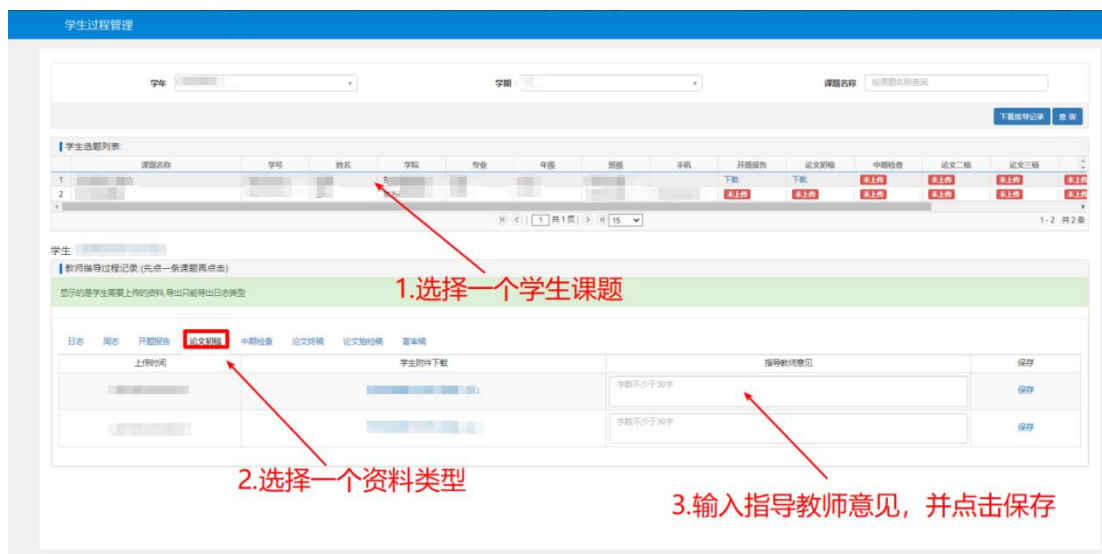 学生过程管理
学年 学期 课题名称 按课题名称查询
下载指导记录 查 询
学生选题列表:
课题名称 学号 姓名 学院 专业 年级 班级 手机 开题报告 论文初稿 中期检查 论文二稿 论文三稿
1 下载 下载 未上传 未上传 未上传 未上传
2 未上传 未上传 未上传 未上传 未上传 未上传
1 共1页 15 1 - 2 共2条
学生:
教师指导过程记录 (先点一条课题再点击)
1.选择一个学生课题
显示的是学生需要上传的资料,导出只能导出日志类型
日志 周志 开题报告 论文初稿 中期检查 论文终稿 论文抽检稿 盲审稿
上传时间 学生附件下载 指导教师意见 保存
字数不少于30字 保存
字数不少于30字 保存
2.选择一个资料类型
3.输入指导教师意见，并点击保存